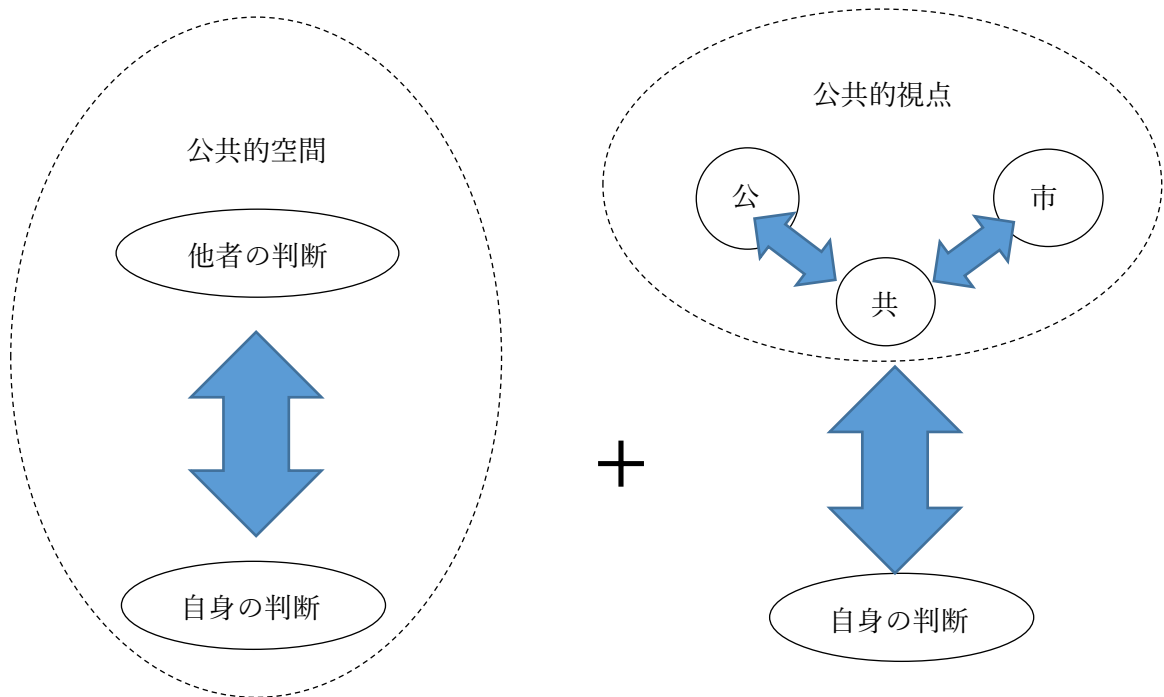 公共的空間
他者の判断
自身の判断
＋
公共的視点
公
市
共
自身の判断